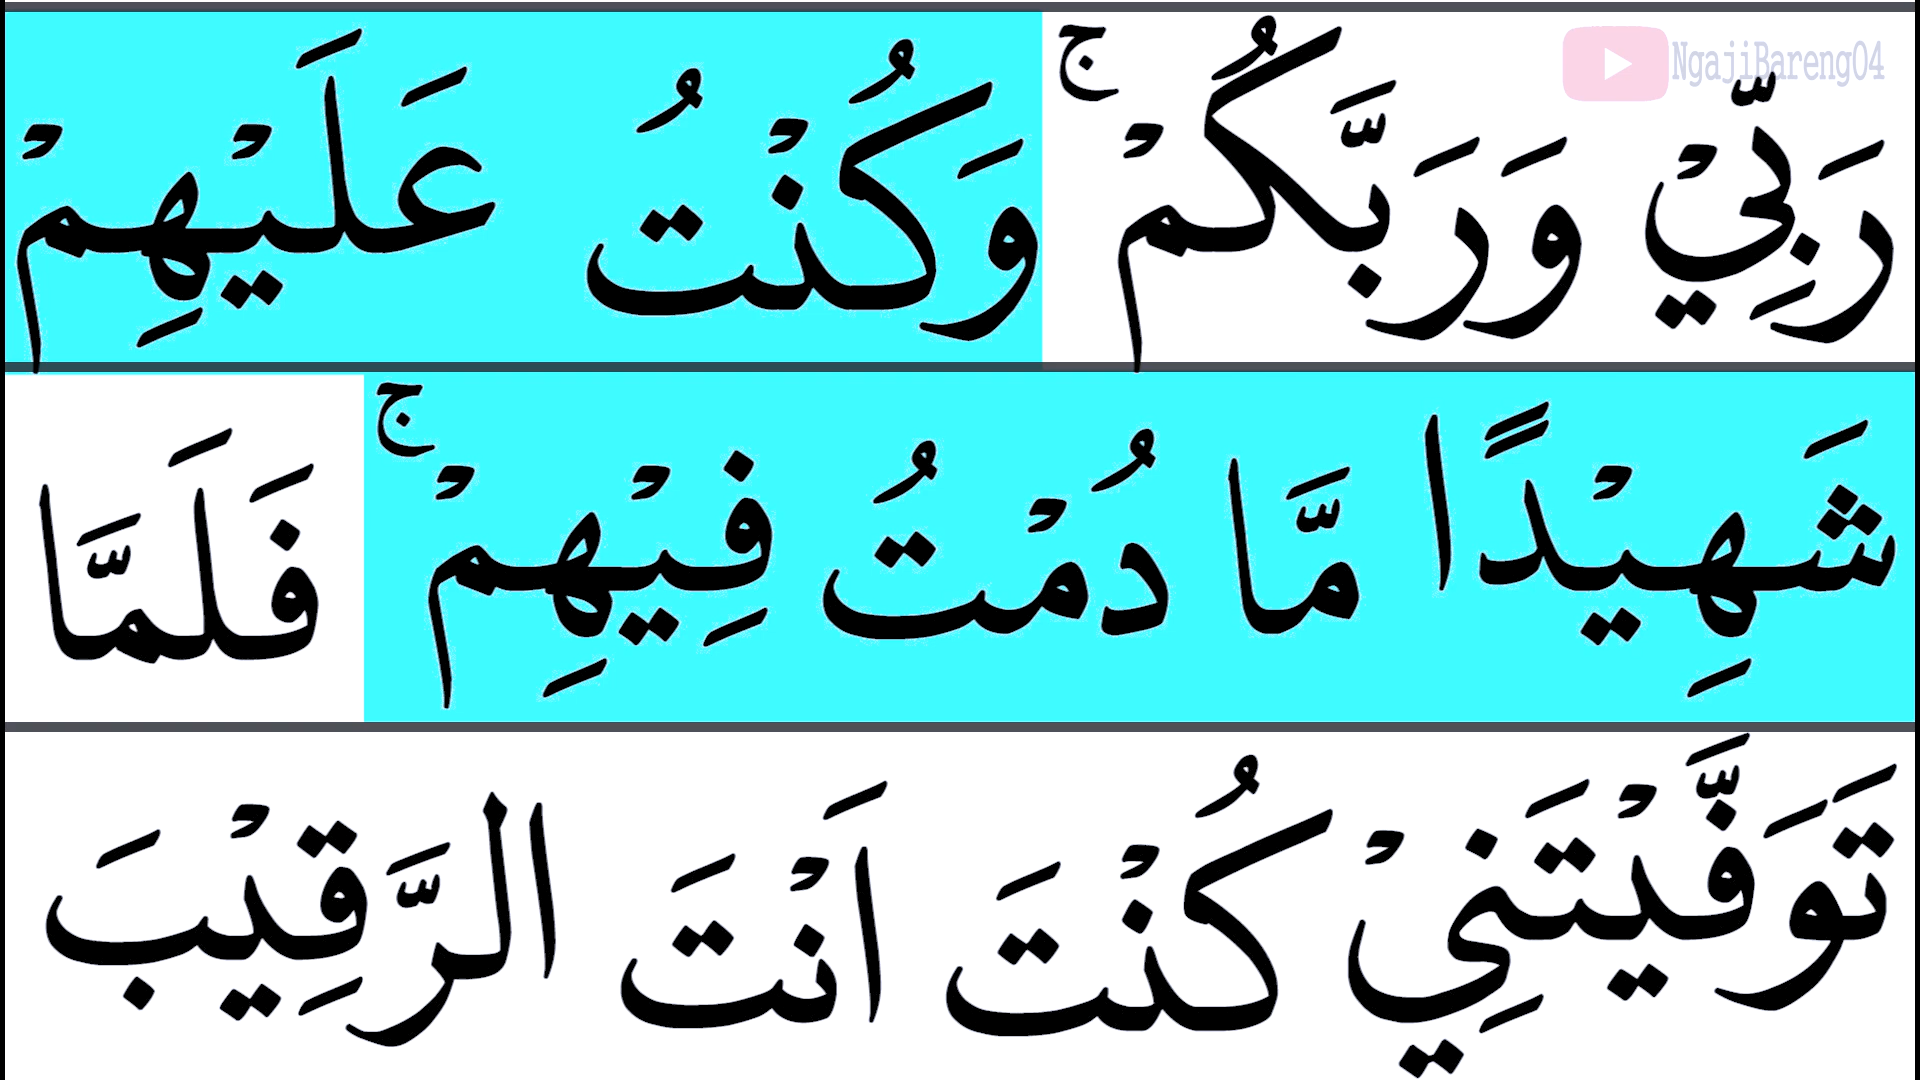 NgajiBareng04
رَبِّيْ وَرَبَّكُمْ ۚ وَكُنْتُ عَلَيْهِمْ
شَهِيْدًا مَّا دُمْتُ فِيْهِمْ ۚ فَلَمَّا
تَوَفَّيْتَنِيْ كُنْتَ اَنْتَ الرَّقِيْبَ